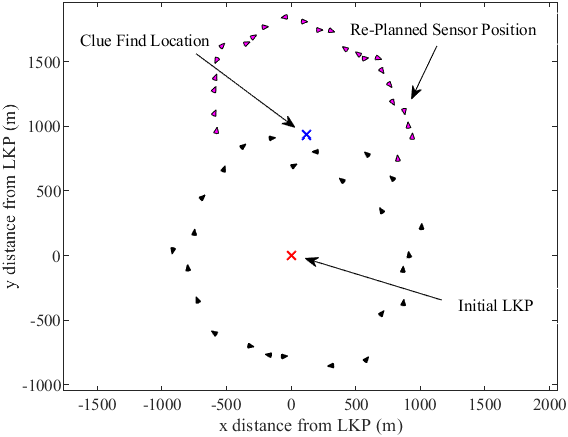 Clue Find Location
Re-Planned Sensor Position
Initial LKP
y distance from LKP (m)
1500
1000
500
0
-500
-1000
-1500
-1000
-500
0
500
1000
1500
2000
x distance from LKP (m)